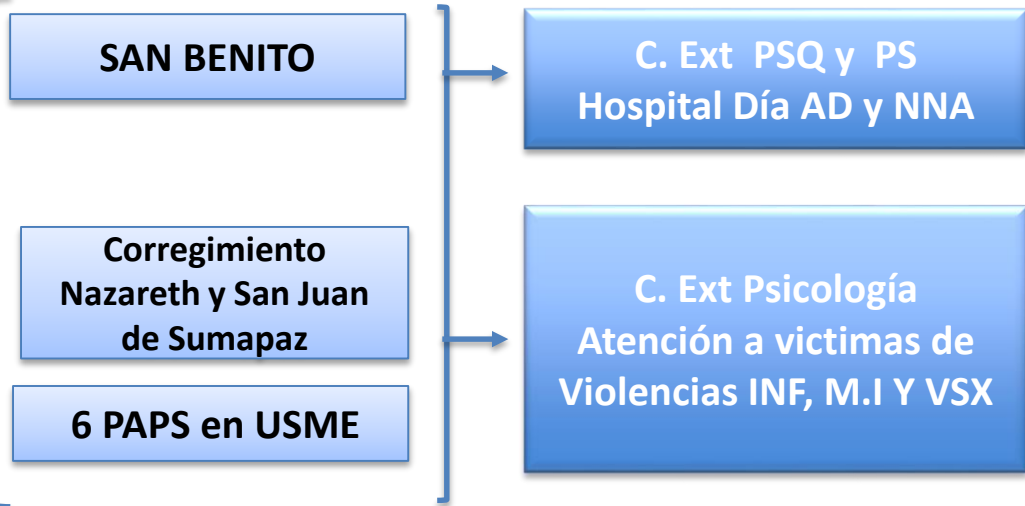 SAN BENITO
C. Ext PSQ y PS
Hospital Día AD y NNA
Corregimiento
Nazareth y San Juan
de Sumapaz
6 PAPS en USME
C. Ext Psicología
Atención a victimas de
Violencias INF, M.I Y VSX